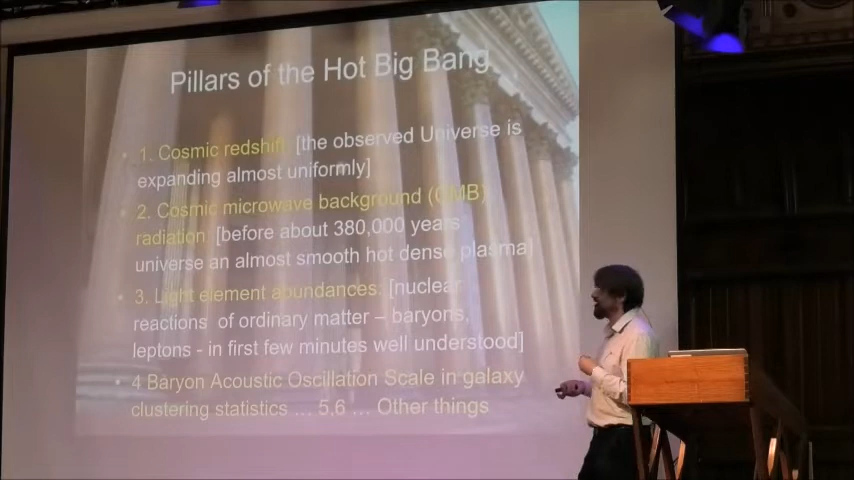 Pillars of the Hot Big Bang
• 1. Cosmic redshift: [the observed Universe is
expanding almost uniformly]
• 2. Cosmic microwave background (CMB)
radiation: [before about 380,000 years
universe an almost smooth hot dense plasma]
• 3. Light element abundances: [nuclear
reactions of ordinary matter – baryons,
leptons - in first few minutes well understood]
• 4 Baryon Acoustic Oscillation Scale in galaxy
clustering statistics … 5,6 … Other things